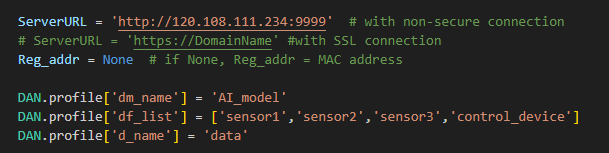 ServerURL = 'http://120.108.111.234:9999'  # with non-secure connection
# ServerURL = 'https://DomainName' #with SSL connection
Reg_addr = None  # if None, Reg_addr = MAC address
DAN.profile['dm_name'] = 'AI_model'
DAN.profile['df_list'] = ['sensor1','sensor2','sensor3','control_device']
DAN.profile['d_name'] = 'data'